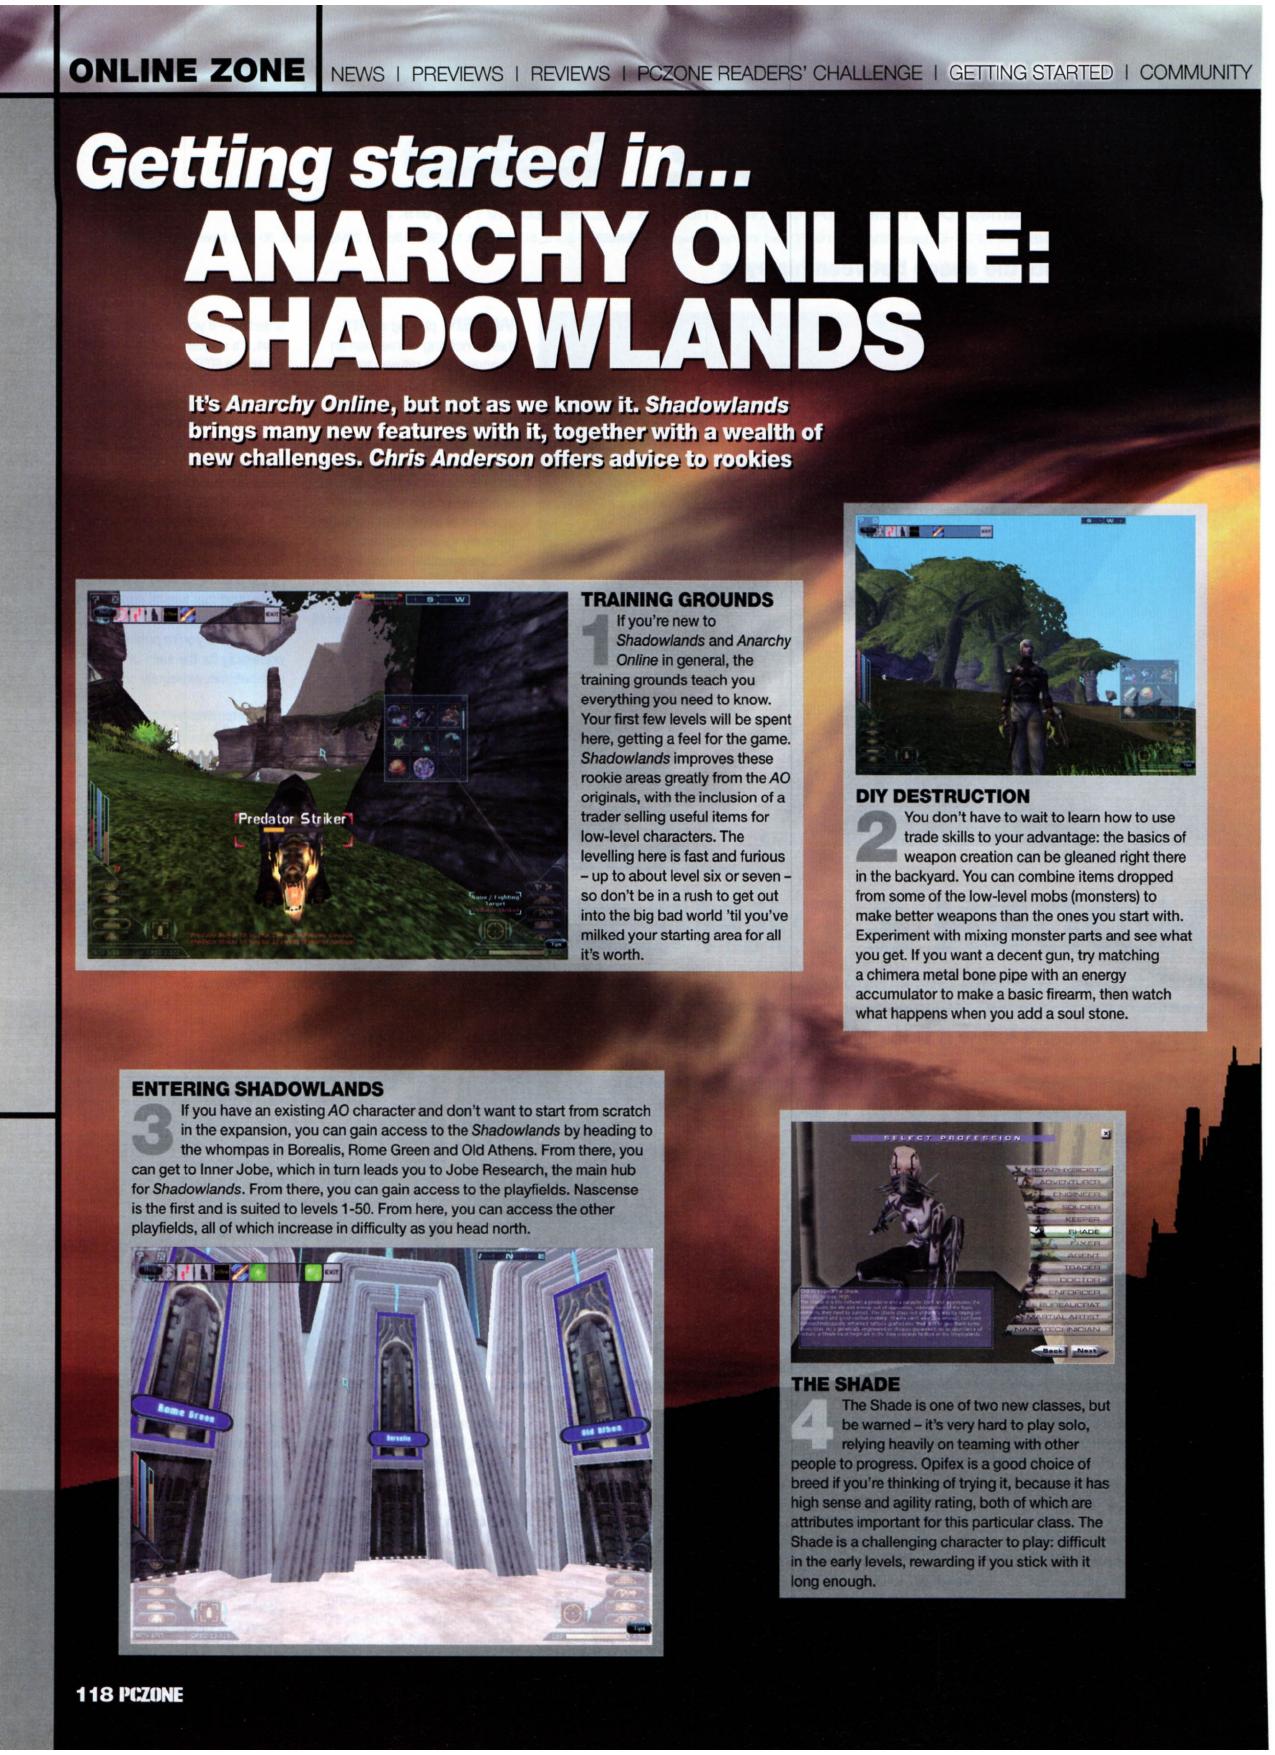 ONLINE ZONE
NEWS | PREVIEWS | REVIEWS | PCZONE READERS' CHALLENGE | GETTING STARTED | COMMUNITY
Getting started in...
ANARCHY ONLINE:
SHADOWLANDS
It's Anarchy Online, but not as we know it. Shadowlands
brings many new features with it, together with a wealth of
new challenges. Chris Anderson offers advice to rookies
Predator Striker
TRAINING GROUNDS
1 If you're new to
Shadowlands and Anarchy
Online in general, the
training grounds teach you
everything you need to know.
Your first few levels will be spent
here, getting a feel for the game.
Shadowlands improves these
rookie areas greatly from the AO
originals, with the inclusion of a
trader selling useful items for
low-level characters. The
levelling here is fast and furious
– up to about level six or seven –
so don't be in a rush to get out
into the big bad world 'til you've
milked your starting area for all
it's worth.
DIY DESTRUCTION
2 You don't have to wait to learn how to use
trade skills to your advantage: the basics of
weapon creation can be gleaned right there
in the backyard. You can combine items dropped
from some of the low-level mobs (monsters) to
make better weapons than the ones you start with.
Experiment with mixing monster parts and see what
you get. If you want a decent gun, try matching
a chimera metal bone pipe with an energy
accumulator to make a basic firearm, then watch
what happens when you add a soul stone.
ENTERING SHADOWLANDS
3 If you have an existing AO character and don't want to start from scratch
in the expansion, you can gain access to the Shadowlands by heading to
the whompas in Borealis, Rome Green and Old Athens. From there, you
can get to Inner Jobe, which in turn leads you to Jobe Research, the main hub
for Shadowlands. From there, you can gain access to the playfields. Nascense
is the first and is suited to levels 1-50. From here, you can access the other
playfields, all of which increase in difficulty as you head north.
Rome Green
Borealis
Old Athen
SELECT PROFESSION
METAPHYSICIST
ADVENTURER
ENGINEER
SOLDIER
KEEPER
SHADE
FIXER
AGENT
TRADER
DOCTOR
ENFORCER
BUREAUCRAT
MARTIAL ARTIST
NANOTECHNICIAN
Back Next
THE SHADE
4 The Shade is one of two new classes, but
be warned – it's very hard to play solo,
relying heavily on teaming with other
people to progress. Opifex is a good choice of
breed if you're thinking of trying it, because it has
high sense and agility rating, both of which are
attributes important for this particular class. The
Shade is a challenging character to play: difficult
in the early levels, rewarding if you stick with it
long enough.
118 PCZONE